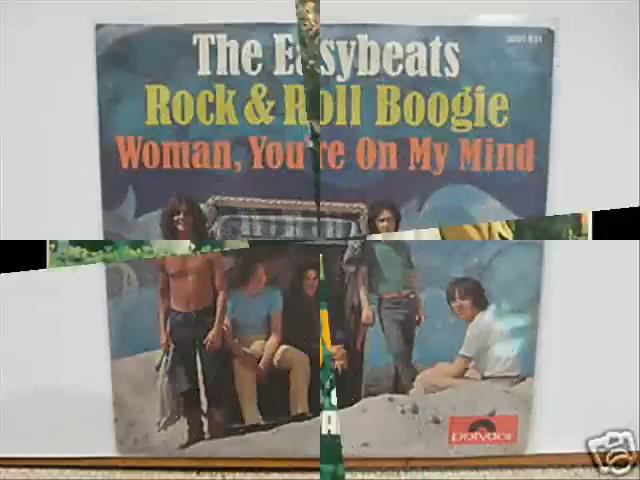 The Easybeats
Rock & Roll Boogie
Woman, You're On My Mind
A
polydor